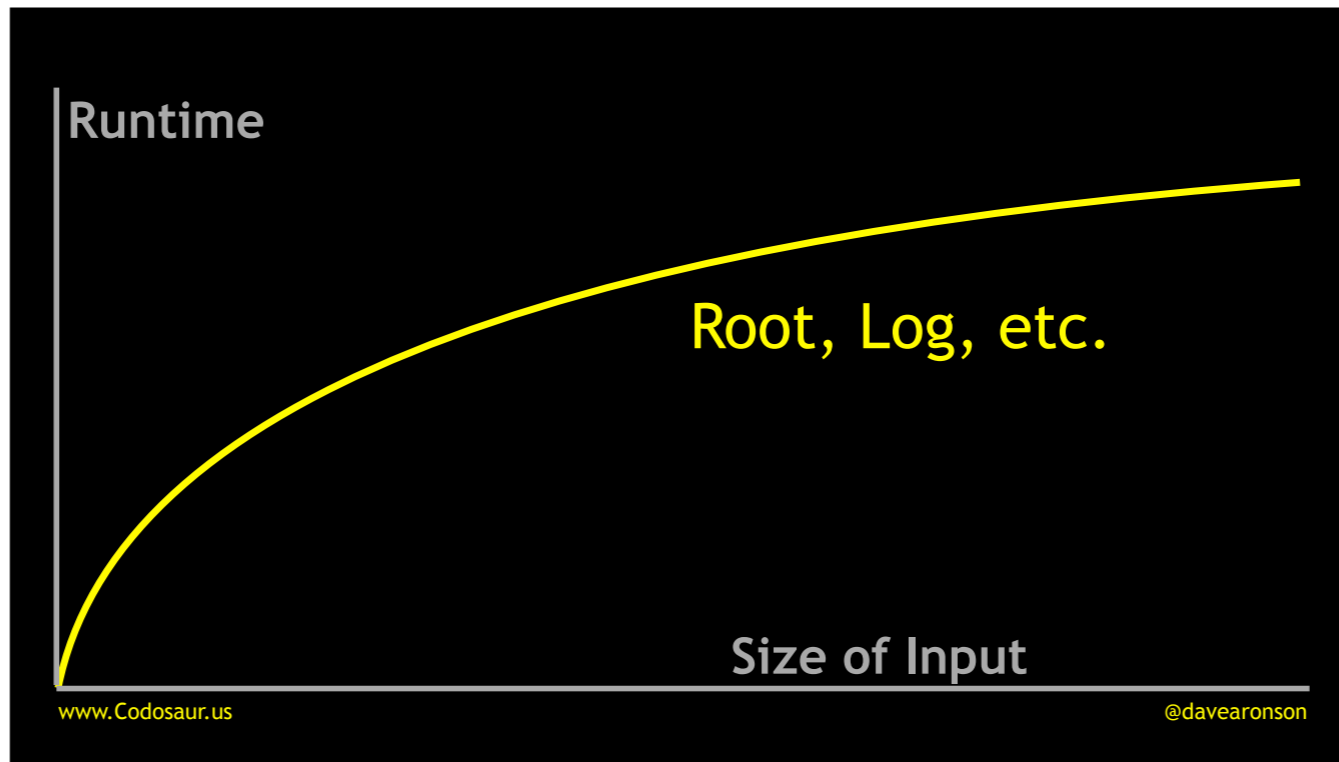 Runtime
Root, Log, etc.
Size of Input
www.Codosaur.us
@davearonson